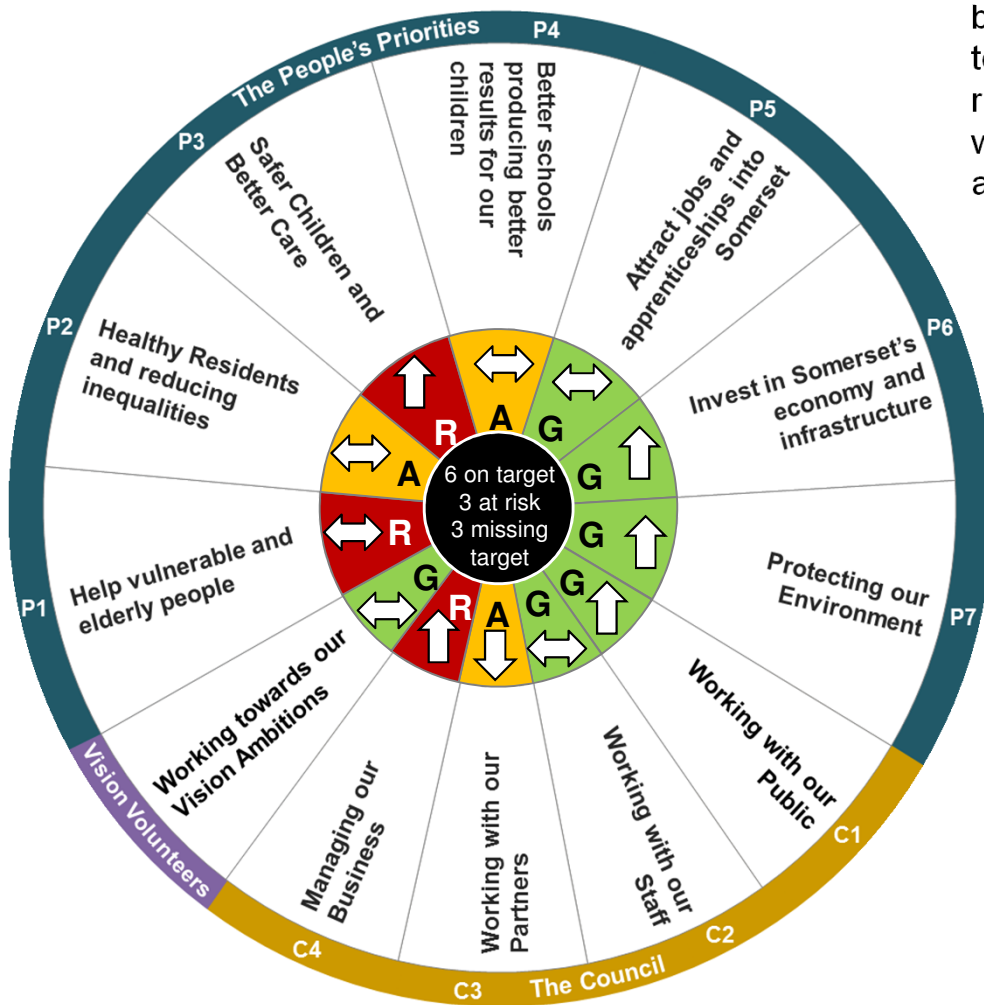 The People's Priorities
P1
Help vulnerable and
elderly people
R
P2
Healthy Residents
and reducing
inequalities
A
P3
Safer Children and
Better Care
R
P4
Better schools
producing better
results for our
children
A
P5
Attract jobs and
apprenticeships into
Somerset
G
P6
Invest in Somerset's
economy and
infrastructure
G
P7
Protecting our
Environment
G
The Council
C1
Working with our
Public
G
C2
Working with our
Staff
G
C3
Working with our
Partners
A
C4
Managing our
Business
R
Vision Volunteers
Working towards our
Vision Ambitions
G
6 on target
3 at risk
3 missing
target